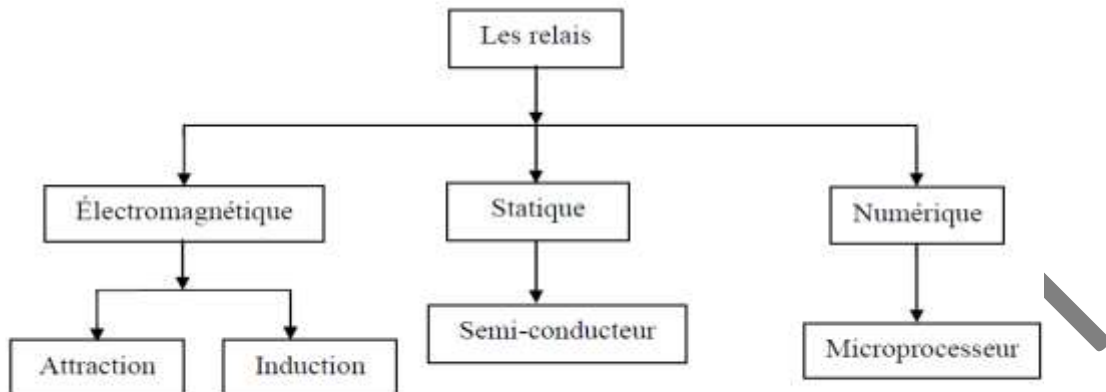 Les relais
Électromagnétique
Statique
Numérique
Attraction
Induction
Semi-conducteur
Microprocesseur